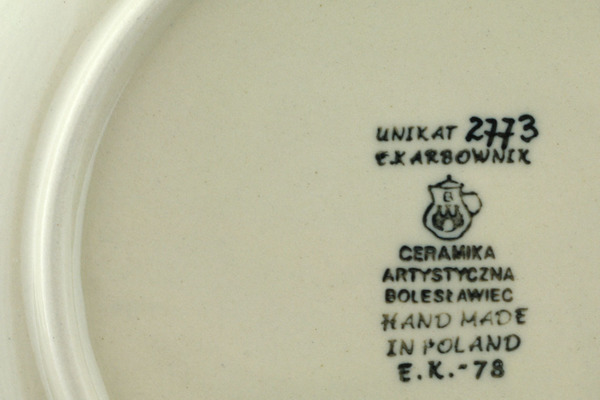 UNIKAT 2773
E.KARBOWNIK
B
CERAMIKA
ARTYSTYCZNA
BOLESŁAWIEC
HAND MADE
IN POLAND
E.K.-78